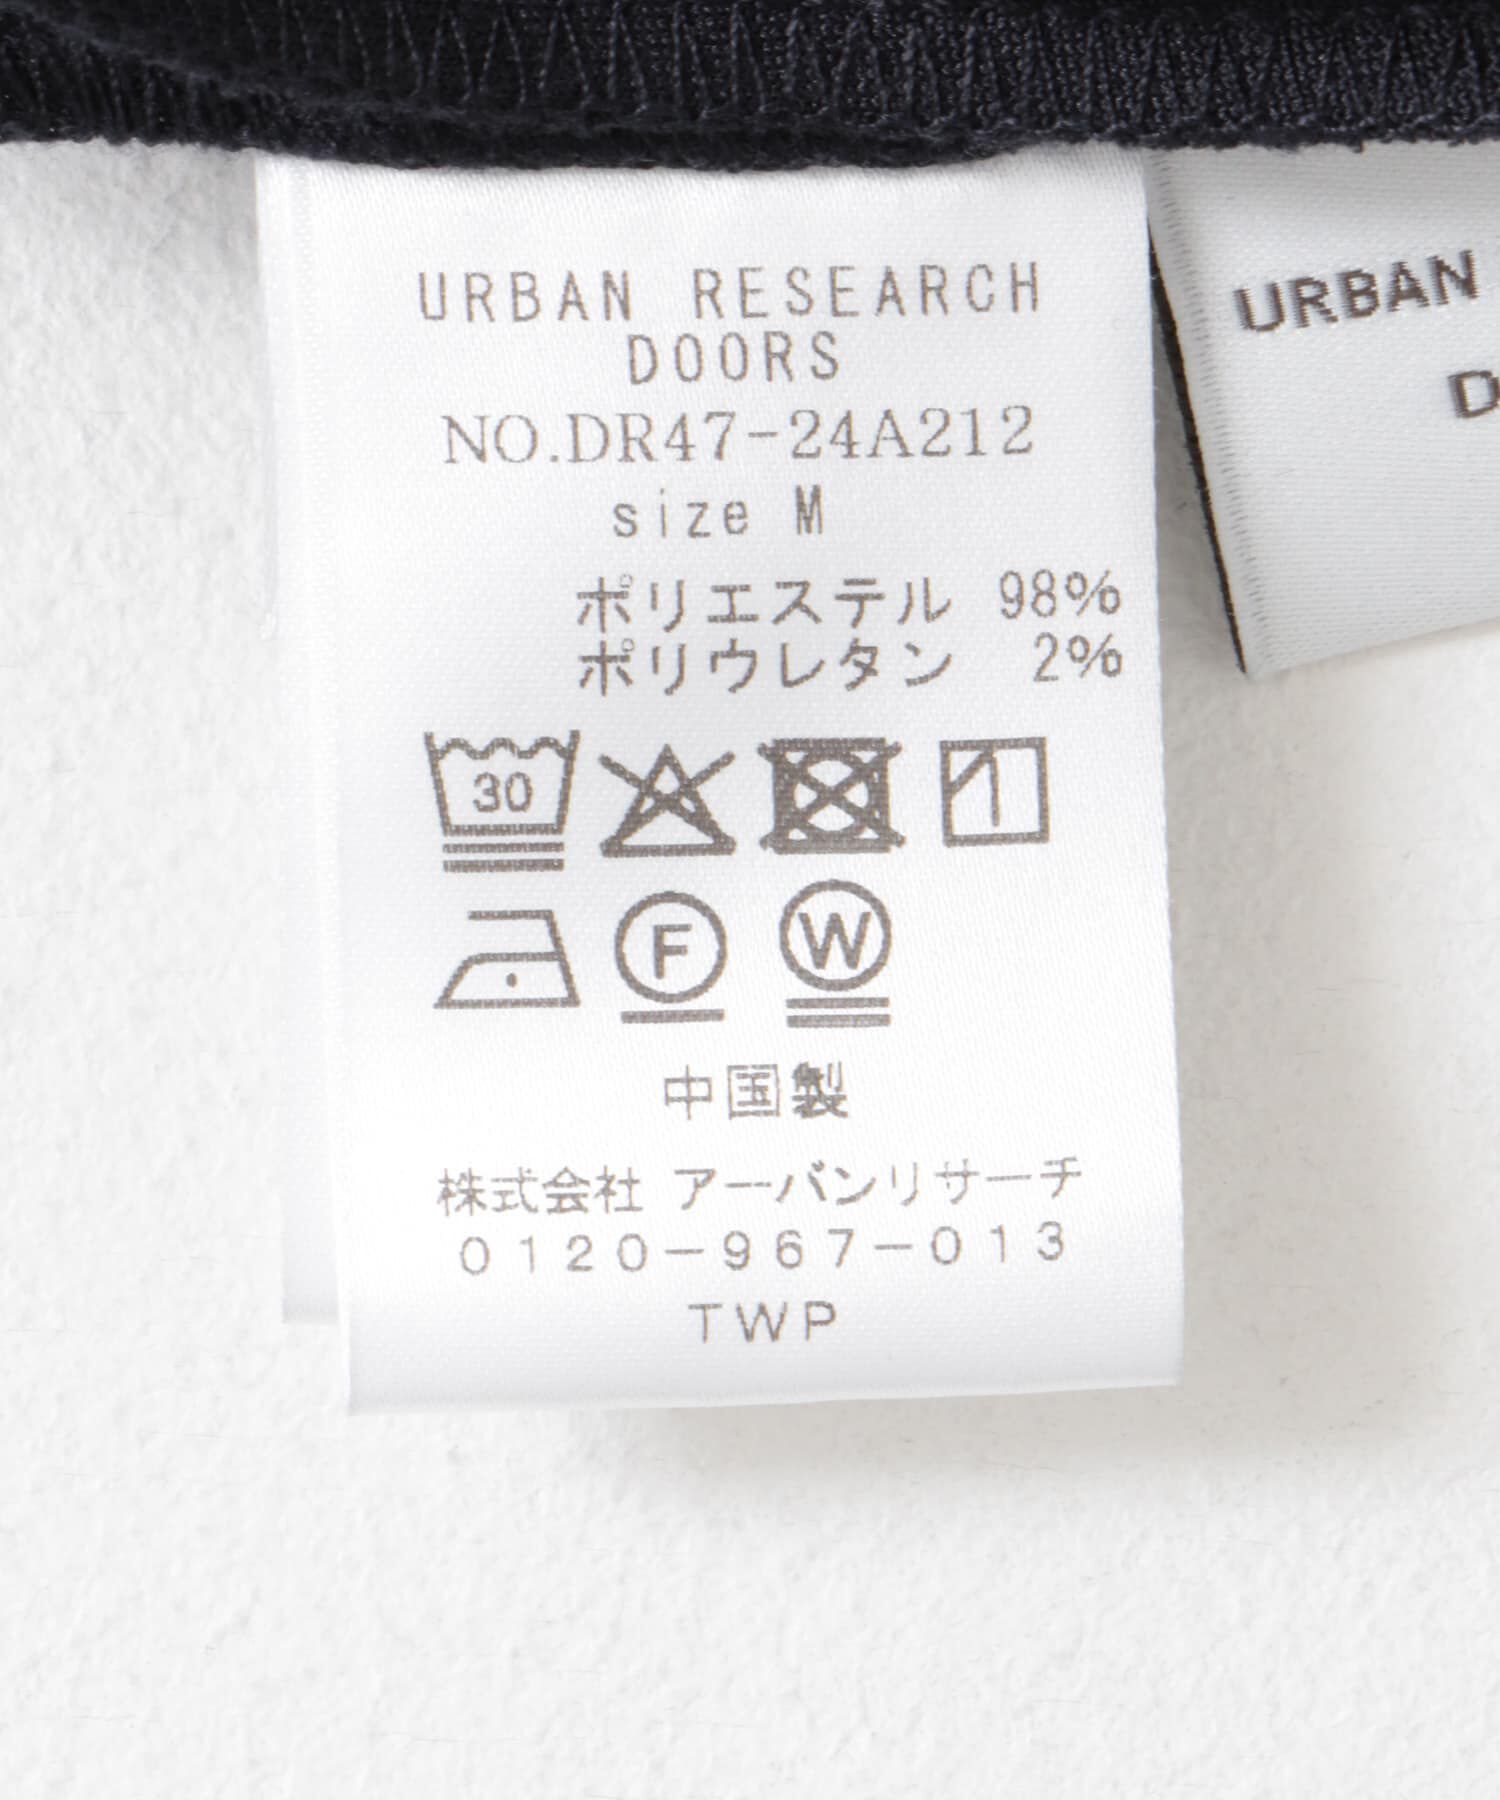 URBAN RESEARCH
DOORS
NO.DR47-24A212
size M
ポリエステル 98%
ポリウレタン 2%
30
F
W
中国製
株式会社 アーバンリサーチ
0120-967-013
TWP
URBAN
D